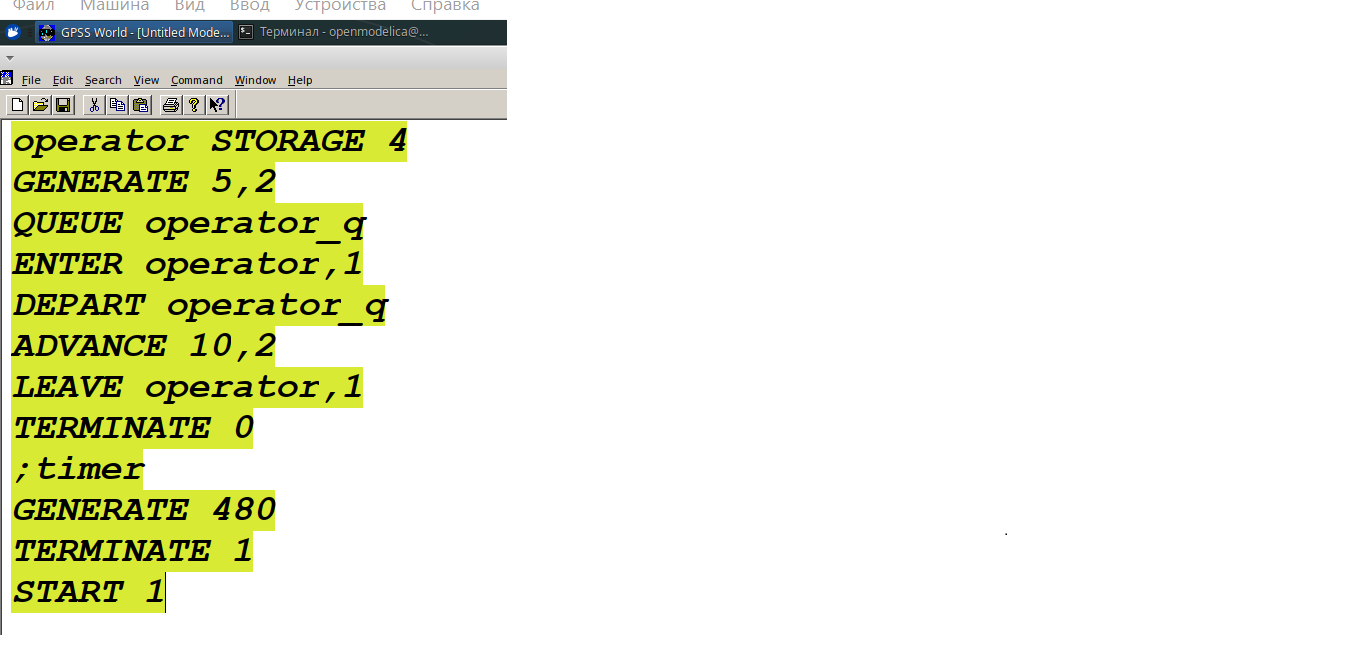 Файл Машина Вид Ввод Устройства Справка
GPSS World - [Untitled Mode... Терминал - openmodelica@...
File Edit Search View Command Window Help
operator STORAGE 4
GENERATE 5,2
QUEUE operator_q
ENTER operator,1
DEPART operator_q
ADVANCE 10,2
LEAVE operator,1
TERMINATE 0
;timer
GENERATE 480
TERMINATE 1
START 1